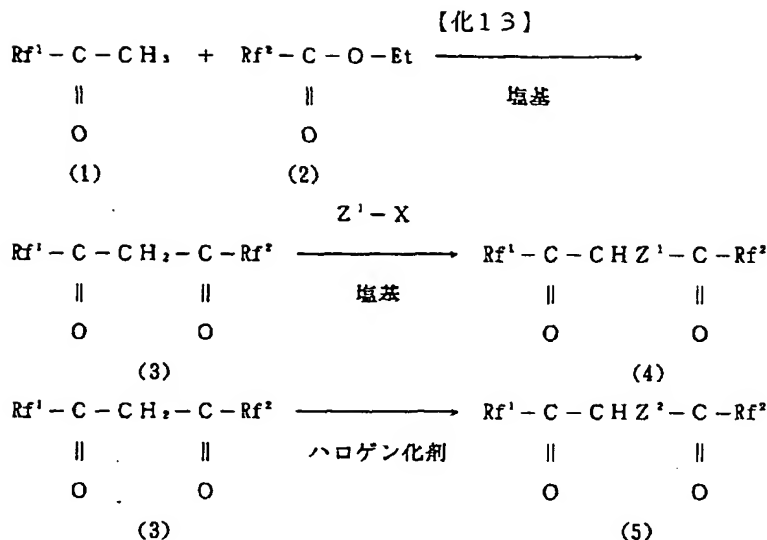 【化13】
Rf¹－C－CH₃ ＋ Rf²－C－O－Et
塩基
‖ ‖
O O
(1) (2)
Z¹－X
Rf¹－C－CH₂－C－Rf² Rf¹－C－CHZ¹－C－Rf²
塩基
‖ ‖ ‖ ‖
O O O O
(3) (4)
Rf¹－C－CH₂－C－Rf² Rf¹－C－CHZ²－C－Rf²
ハロゲン化剤
‖ ‖ ‖ ‖
O O O O
(3) (5)